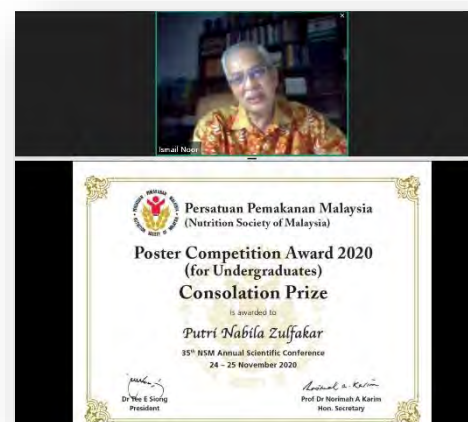 Ismail Noor
Persatuan Pemakanan Malaysia
(Nutrition Society of Malaysia)
Poster Competition Award 2020
(for Undergraduates)
Consolation Prize
is awarded to
Putri Nabila Zulfakar
35th NSM Annual Scientific Conference
24 – 25 November 2020
Dr Tee E Siong
President
Norimah A. Karim
Prof Dr Norimah A Karim
Hon. Secretary